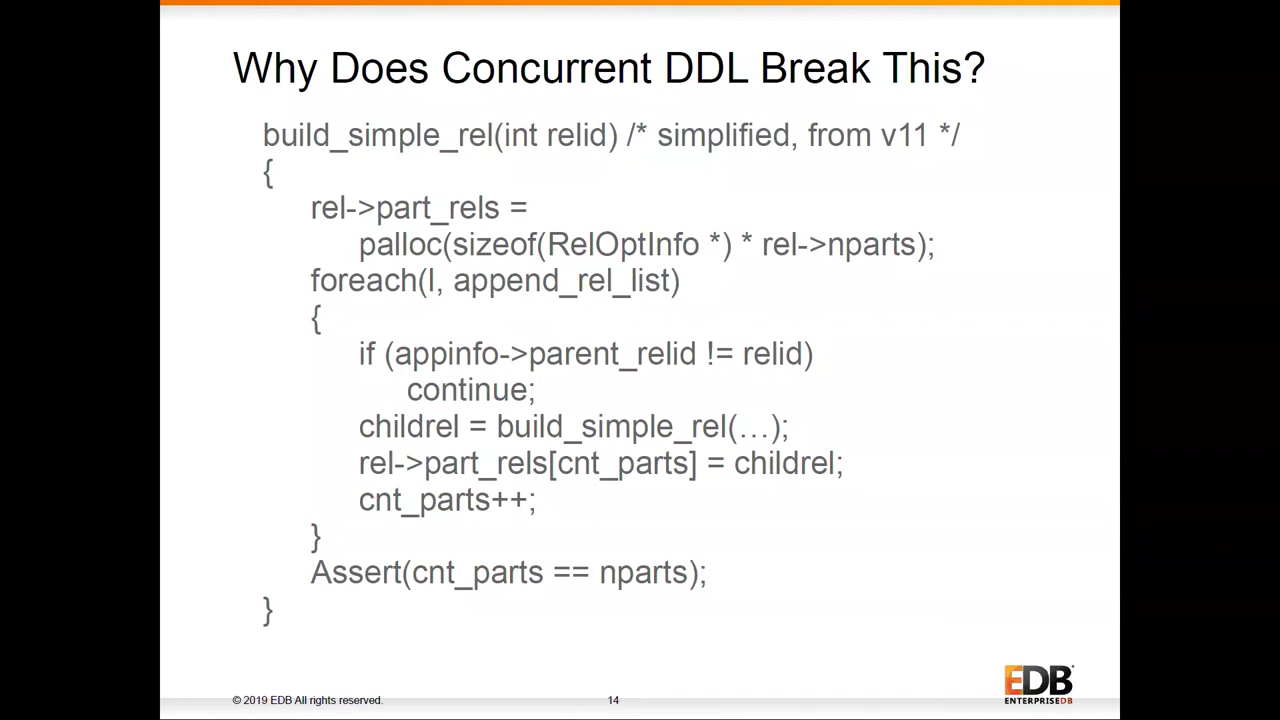 Why Does Concurrent DDL Break This?
build_simple_rel(int relid) /* simplified, from v11 */
{
rel->part_rels =
palloc(sizeof(RelOptInfo *) * rel->nparts);
foreach(l, append_rel_list)
{
if (appinfo->parent_relid != relid)
continue;
childrel = build_simple_rel(…);
rel->part_rels[cnt_parts] = childrel;
cnt_parts++;
}
Assert(cnt_parts == nparts);
}
© 2019 EDB All rights reserved.
14
EDB
ENTERPRISEDB